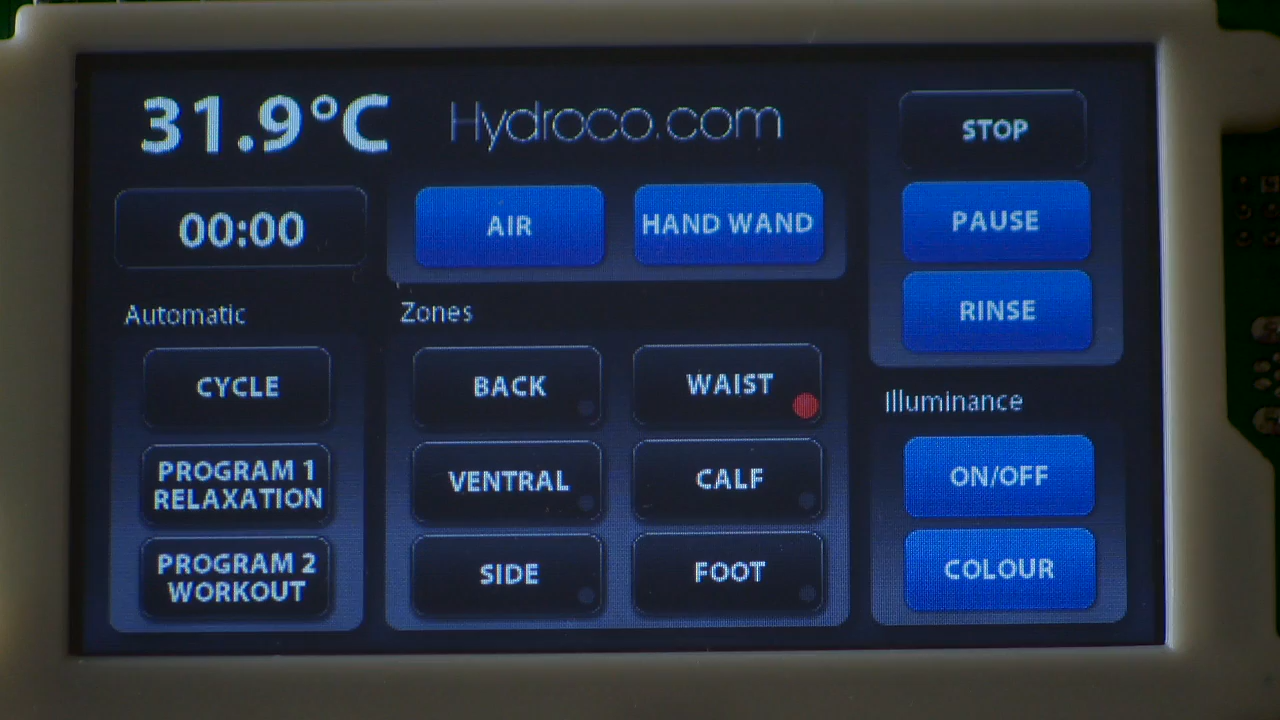 31.9°C
Hydroco.com
STOP
00:00
AIR
HAND WAND
PAUSE
RINSE
Automatic
Zones
CYCLE
BACK
WAIST
Illuminance
PROGRAM 1
RELAXATION
VENTRAL
CALF
ON/OFF
PROGRAM 2
WORKOUT
SIDE
FOOT
COLOUR